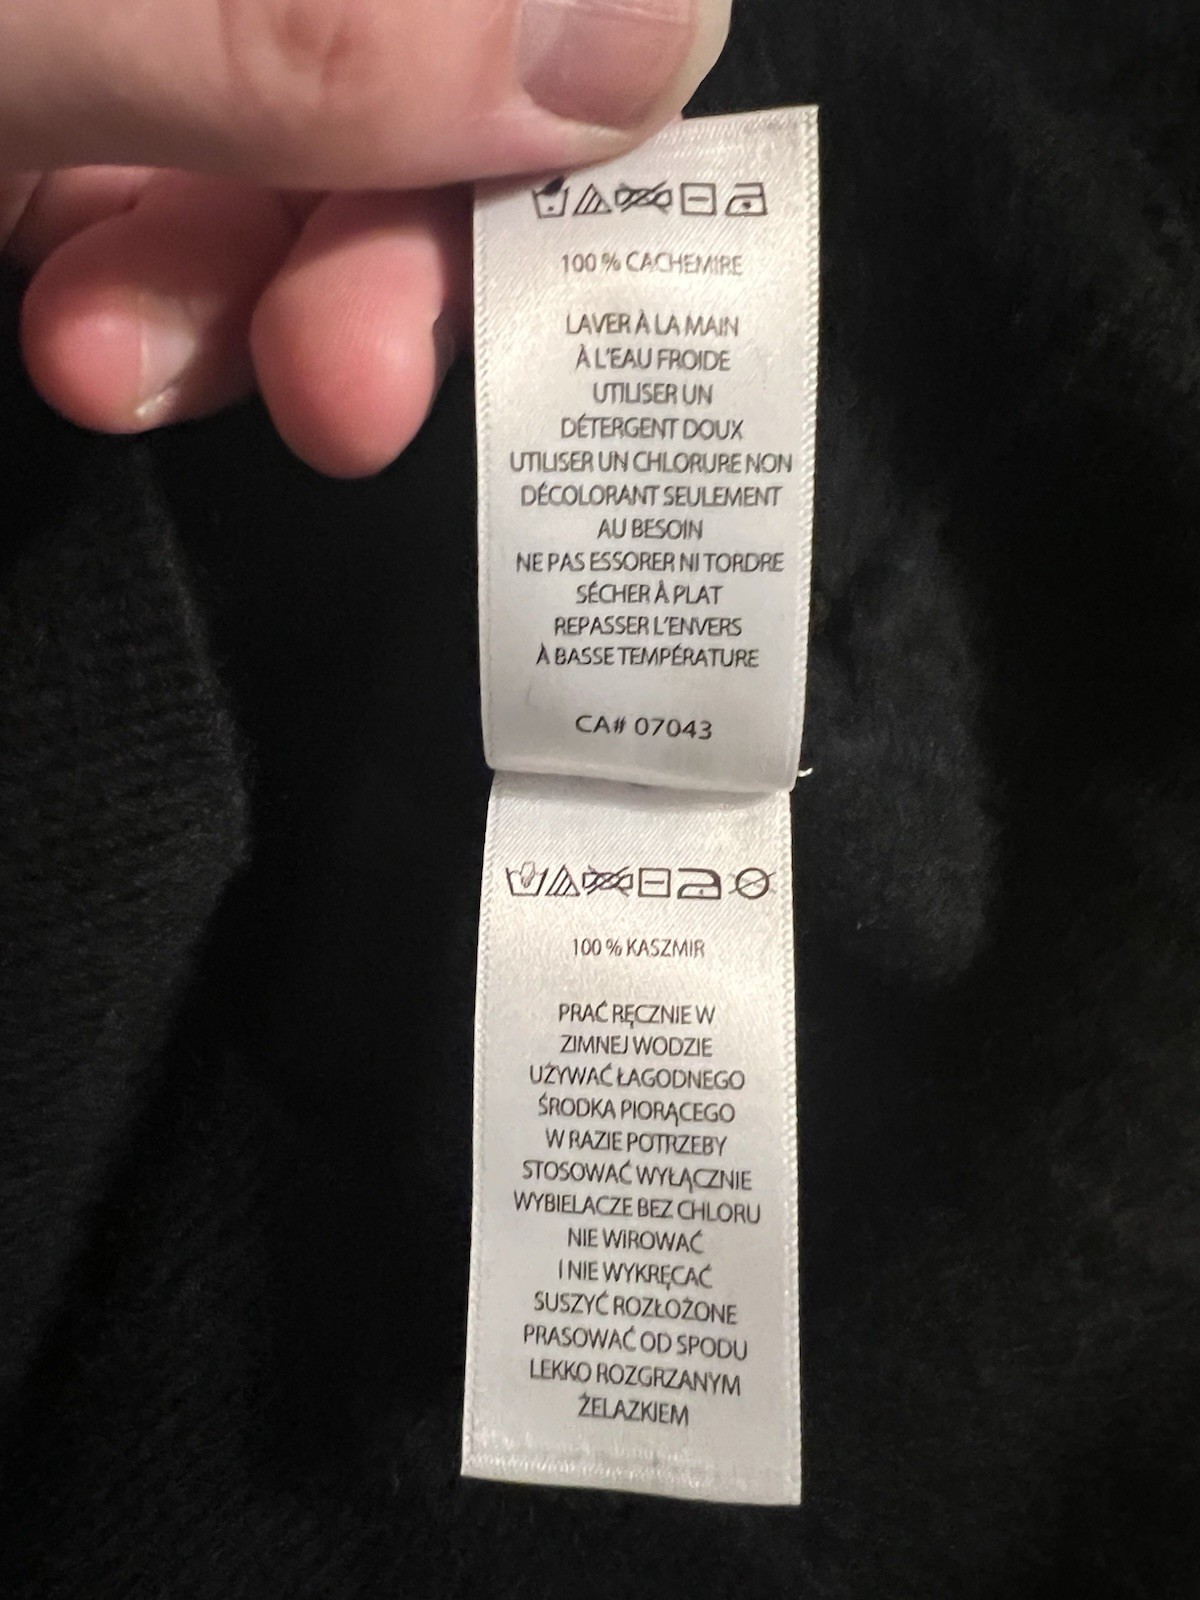 100 % CACHEMIRE
LAVER À LA MAIN
À L'EAU FROIDE
UTILISER UN
DÉTERGENT DOUX
UTILISER UN CHLORURE NON
DÉCOLORANT SEULEMENT
AU BESOIN
NE PAS ESSORER NI TORDRE
SÉCHER À PLAT
REPASSER L'ENVERS
À BASSE TEMPÉRATURE
CA# 07043
100 % KASZMIR
PRAĆ RĘCZNIE W
ZIMNEJ WODZIE
UŻYWAĆ ŁAGODNEGO
ŚRODKA PIORĄCEGO
W RAZIE POTRZEBY
STOSOWAĆ WYŁĄCZNIE
WYBIELACZE BEZ CHLORU
NIE WIROWAĆ
I NIE WYKRĘCAĆ
SUSZYĆ ROZŁOŻONE
PRASOWAĆ OD SPODU
LEKKO ROZGRZANYM
ŻELAZKIEM